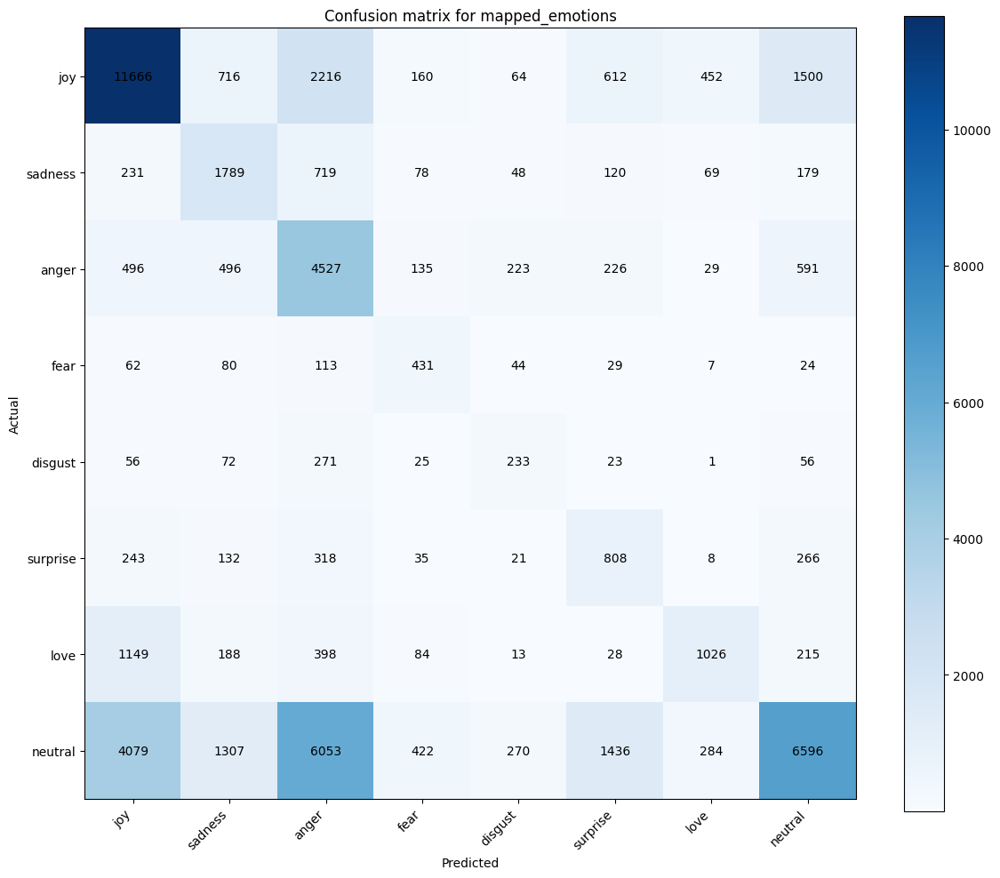 Confusion matrix for mapped_emotions
joy 11666 716 2216 160 64 612 452 1500
sadness 231 1789 719 78 48 120 69 179
anger 496 496 4527 135 223 226 29 591
fear 62 80 113 431 44 29 7 24
disgust 56 72 271 25 233 23 1 56
surprise 243 132 318 35 21 808 8 266
love 1149 188 398 84 13 28 1026 215
neutral 4079 1307 6053 422 270 1436 284 6596
joy sadness anger fear disgust surprise love neutral
Predicted
Actual
10000
8000
6000
4000
2000